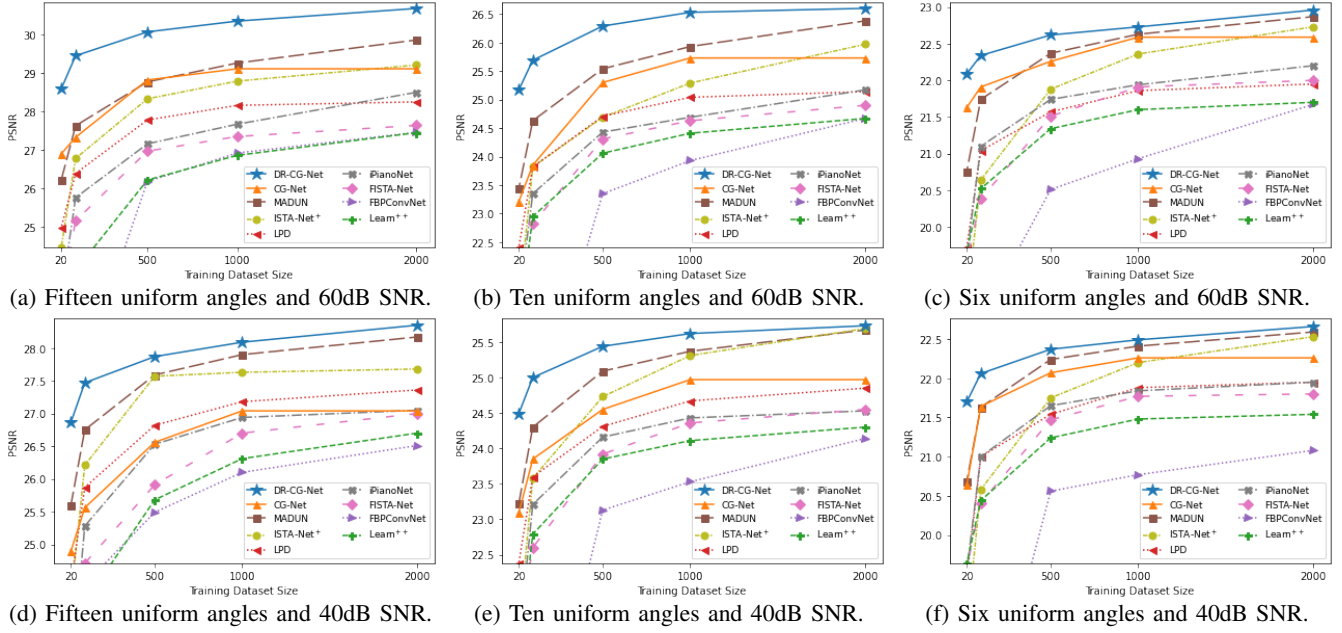 PSNR
30
29
28
27
26
25
20
500
1000
2000
Training Dataset Size
DR-CG-Net
CG-Net
MADUN
ISTA-Net+
LPD
iPianoNet
FISTA-Net
FBPConvNet
Learn++
(a) Fifteen uniform angles and 60dB SNR.
PSNR
26.5
26.0
25.5
25.0
24.5
24.0
23.5
23.0
22.5
20
500
1000
2000
Training Dataset Size
DR-CG-Net
CG-Net
MADUN
ISTA-Net+
LPD
iPianoNet
FISTA-Net
FBPConvNet
Learn++
(b) Ten uniform angles and 60dB SNR.
PSNR
23.0
22.5
22.0
21.5
21.0
20.5
20.0
20
500
1000
2000
Training Dataset Size
DR-CG-Net
CG-Net
MADUN
ISTA-Net+
LPD
iPianoNet
FISTA-Net
FBPConvNet
Learn++
(c) Six uniform angles and 60dB SNR.
PSNR
28.0
27.5
27.0
26.5
26.0
25.5
25.0
20
500
1000
2000
Training Dataset Size
DR-CG-Net
CG-Net
MADUN
ISTA-Net+
LPD
iPianoNet
FISTA-Net
FBPConvNet
Learn++
(d) Fifteen uniform angles and 40dB SNR.
PSNR
25.5
25.0
24.5
24.0
23.5
23.0
22.5
20
500
1000
2000
Training Dataset Size
DR-CG-Net
CG-Net
MADUN
ISTA-Net+
LPD
iPianoNet
FISTA-Net
FBPConvNet
Learn++
(e) Ten uniform angles and 40dB SNR.
PSNR
22.5
22.0
21.5
21.0
20.5
20.0
20
500
1000
2000
Training Dataset Size
DR-CG-Net
CG-Net
MADUN
ISTA-Net+
LPD
iPianoNet
FISTA-Net
FBPConvNet
Learn++
(f) Six uniform angles and 40dB SNR.